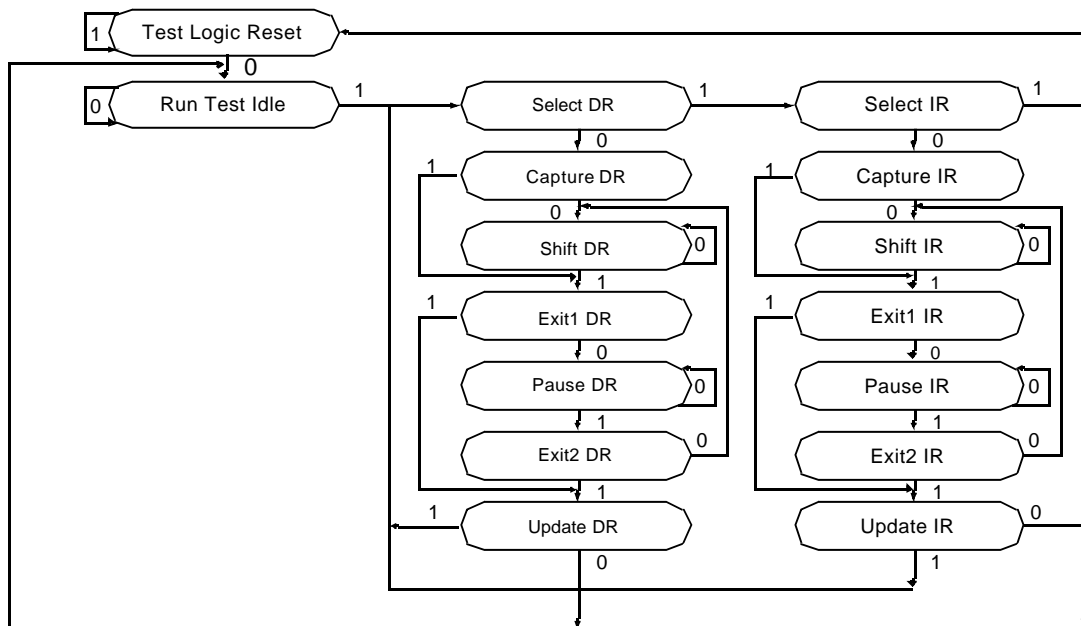 Test Logic Reset
1
0
Run Test Idle
0
1
Select DR
1
Select IR
1
0
0
1
Capture DR
1
Capture IR
0
0
Shift DR
0
Shift IR
0
1
1
1
Exit1 DR
1
Exit1 IR
0
0
Pause DR
0
Pause IR
0
1
1
Exit2 DR
0
Exit2 IR
0
1
1
1
Update DR
Update IR
0
0
1